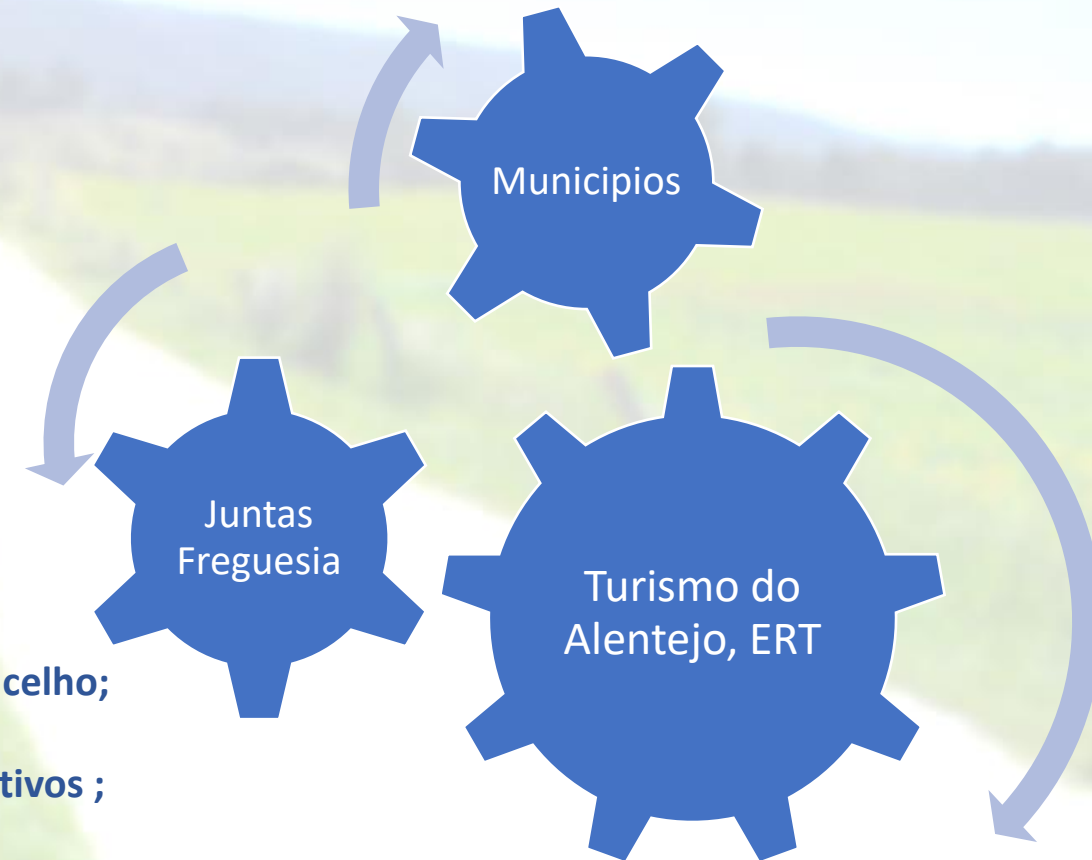 Municipios
Juntas
Freguesia
Turismo do
Alentejo, ERT
celho;
tivos ;